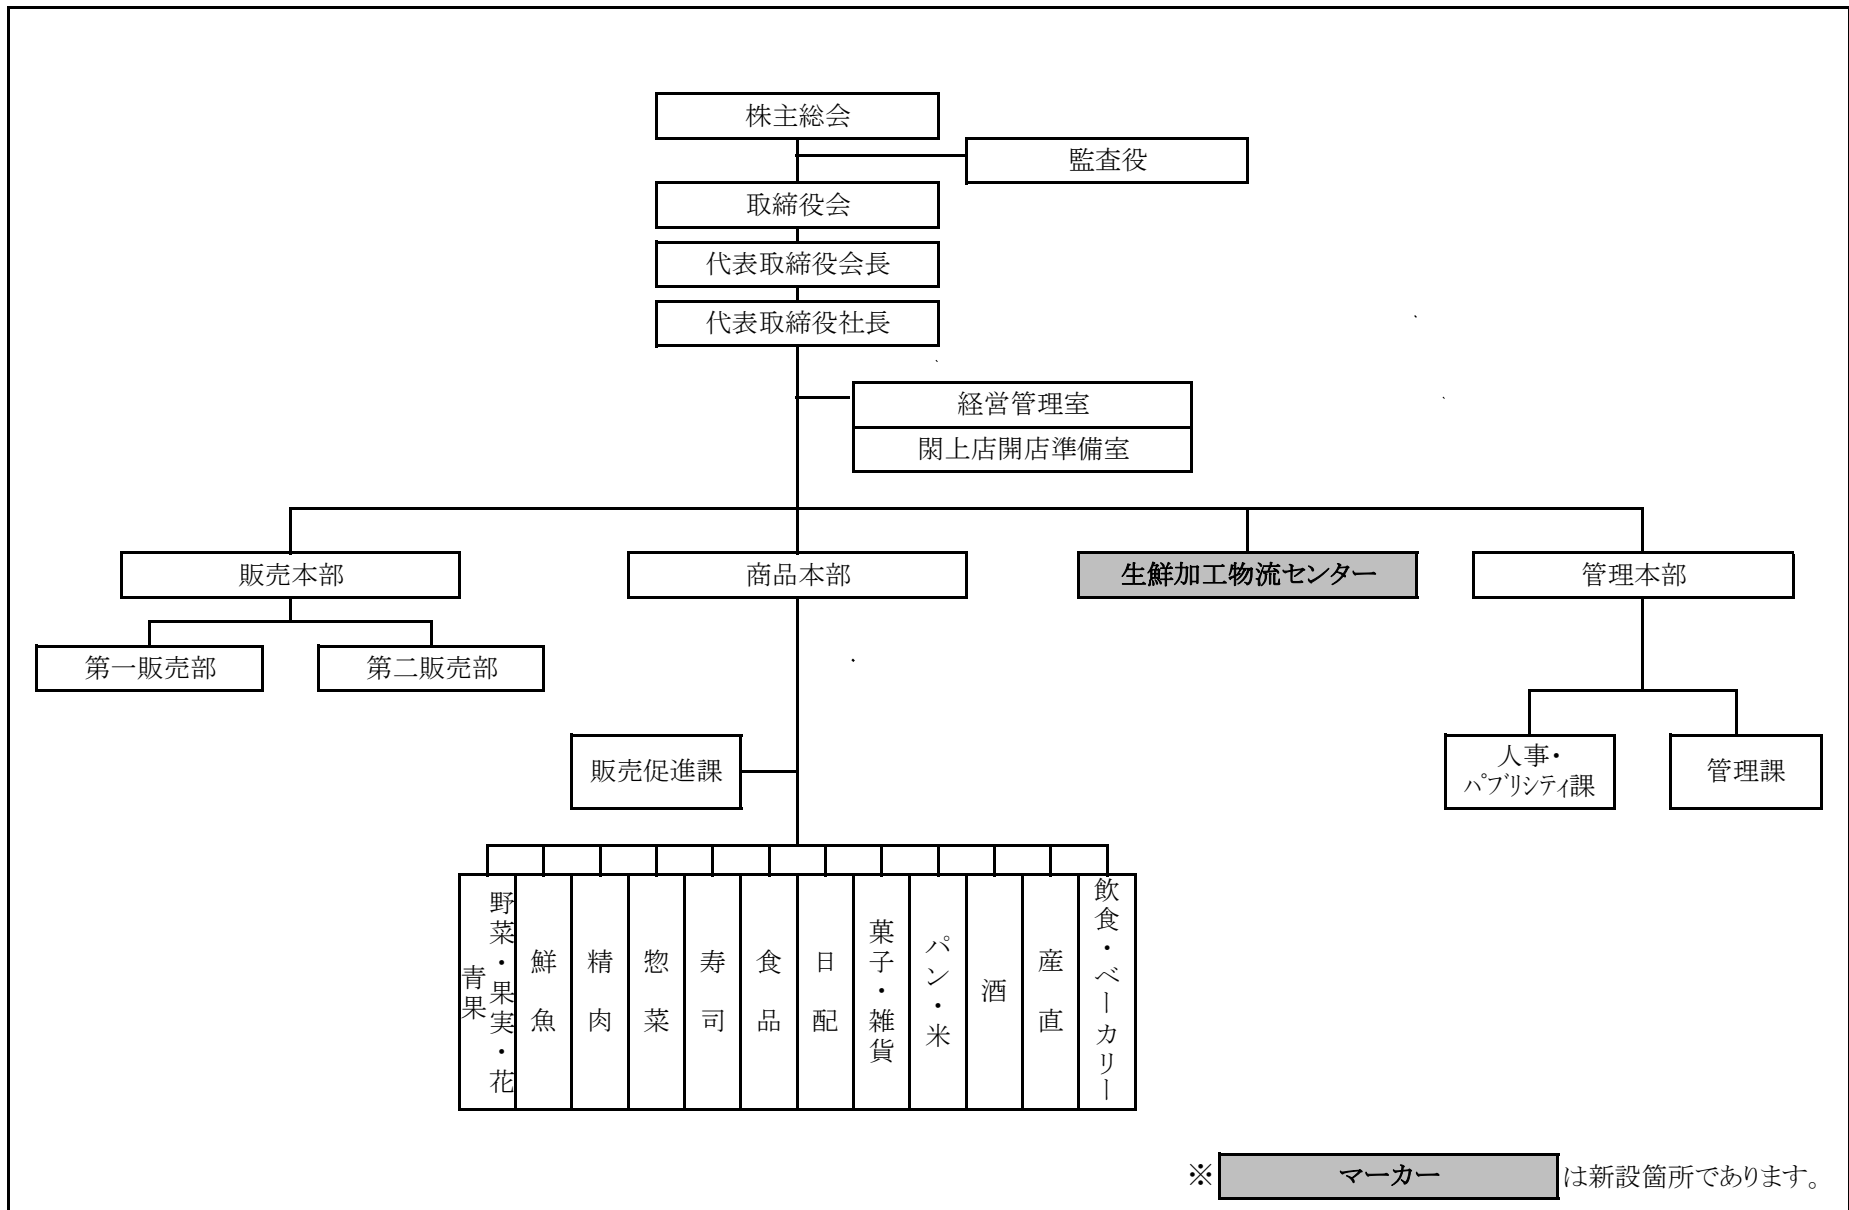 株主総会
監査役
取締役会
代表取締役会長
代表取締役社長
経営管理室
閖上店開店準備室
販売本部
商品本部
生鮮加工物流センター
管理本部
第一販売部
第二販売部
販売促進課
人事・
パブリシティ課
管理課
野菜・果実・花
青果
鮮魚
精肉
惣菜
寿司
食品
日配
菓子・雑貨
パン・米
酒
産直
飲食・ベーカリー
※ マーカー は新設箇所であります。